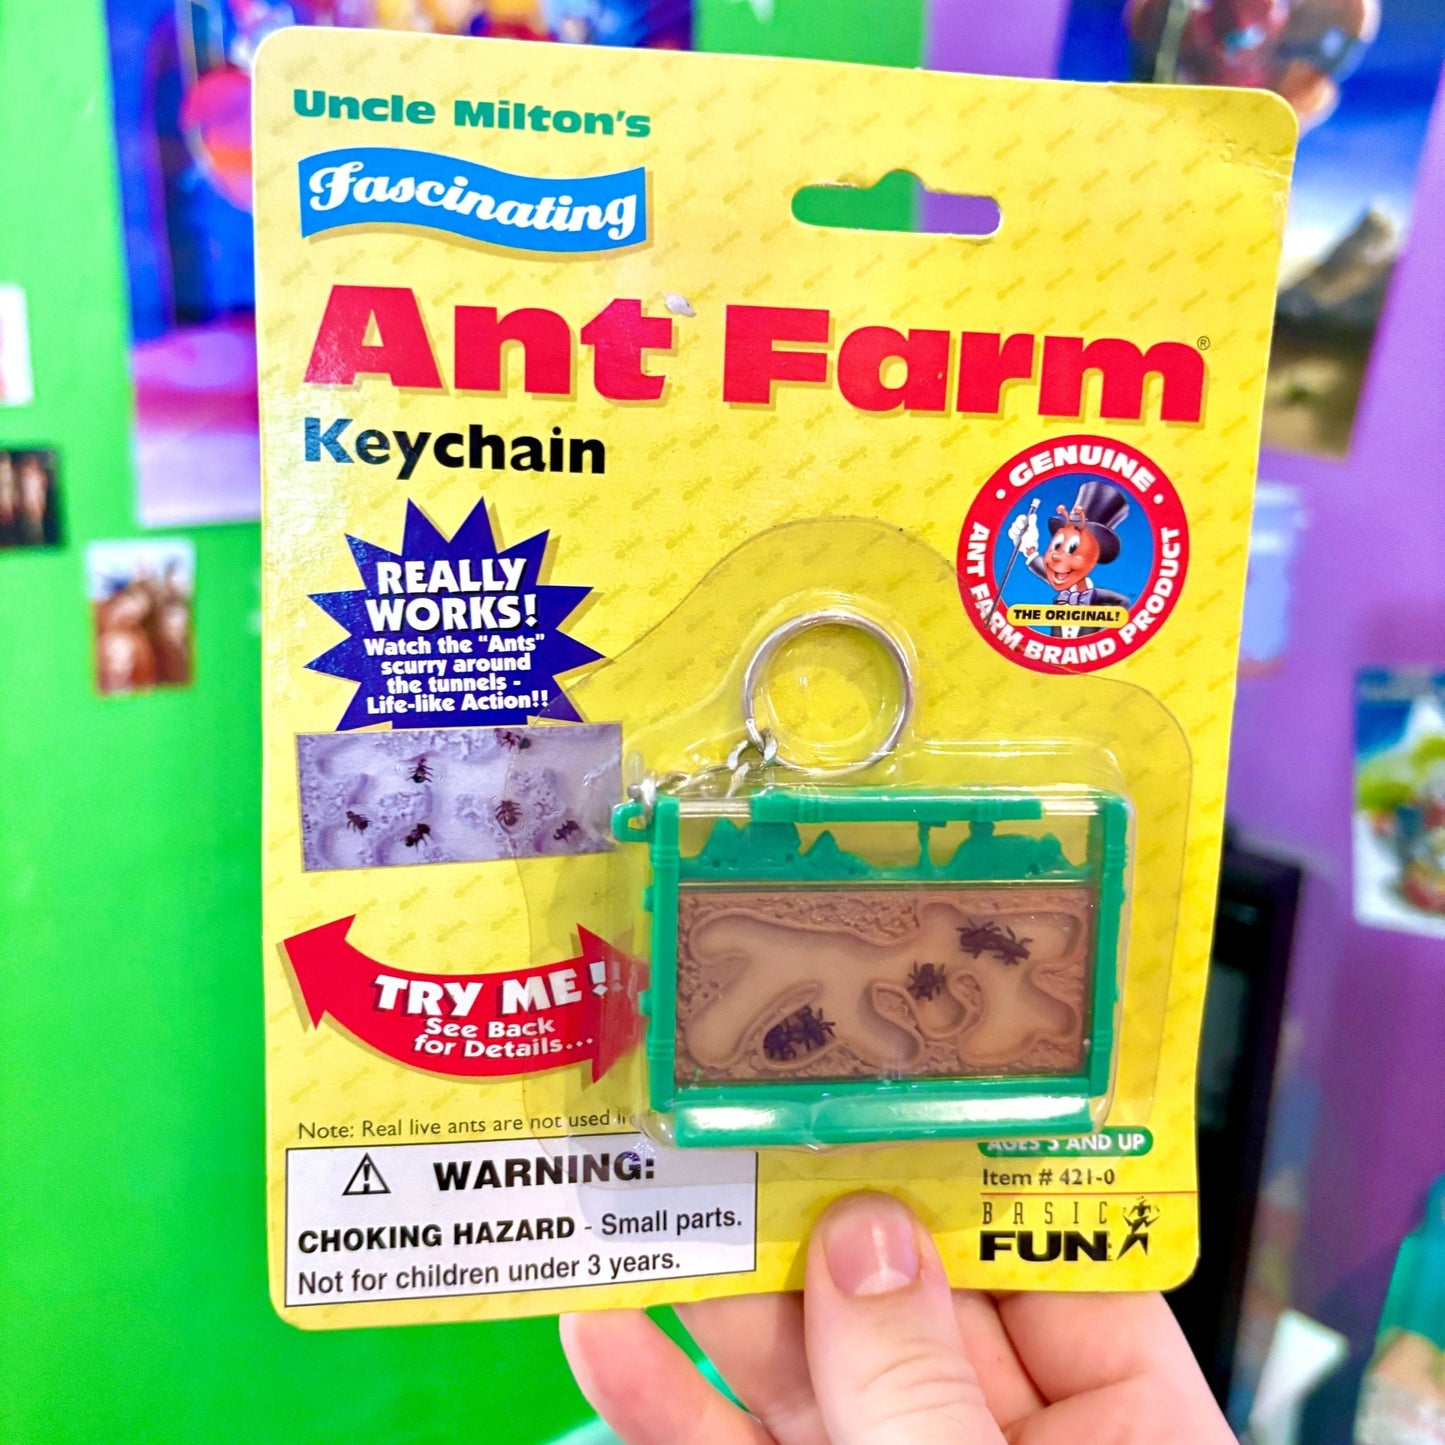 Uncle Milton's
Fascinating
Ant Farm®
Keychain
GENUINE
ANT FARM BRAND PRODUCT
THE ORIGINAL!
REALLY
WORKS!
Watch the "Ants"
scurry around
the tunnels -
Life-like Action!!
TRY ME!!
See Back
for Details...
Note: Real live ants are not used
WARNING:
CHOKING HAZARD - Small parts.
Not for children under 3 years.
AGES 5 AND UP
Item # 421-0
BASIC
FUN